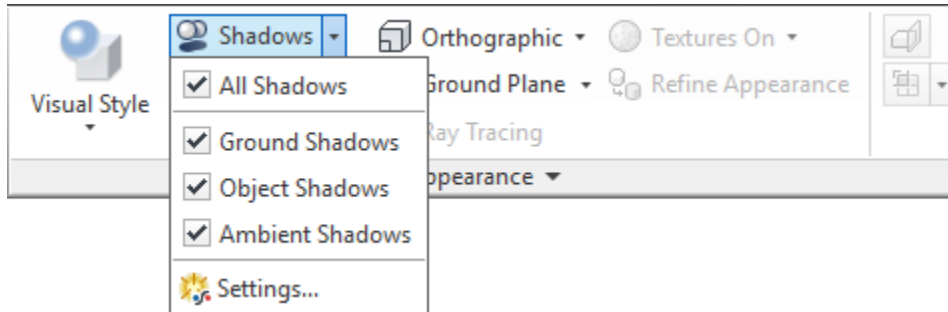 Shadows
Orthographic
Textures On
Visual Style
All Shadows
Ground Plane
Refine Appearance
Ground Shadows
Ray Tracing
Object Shadows
ppearance
Ambient Shadows
Settings...